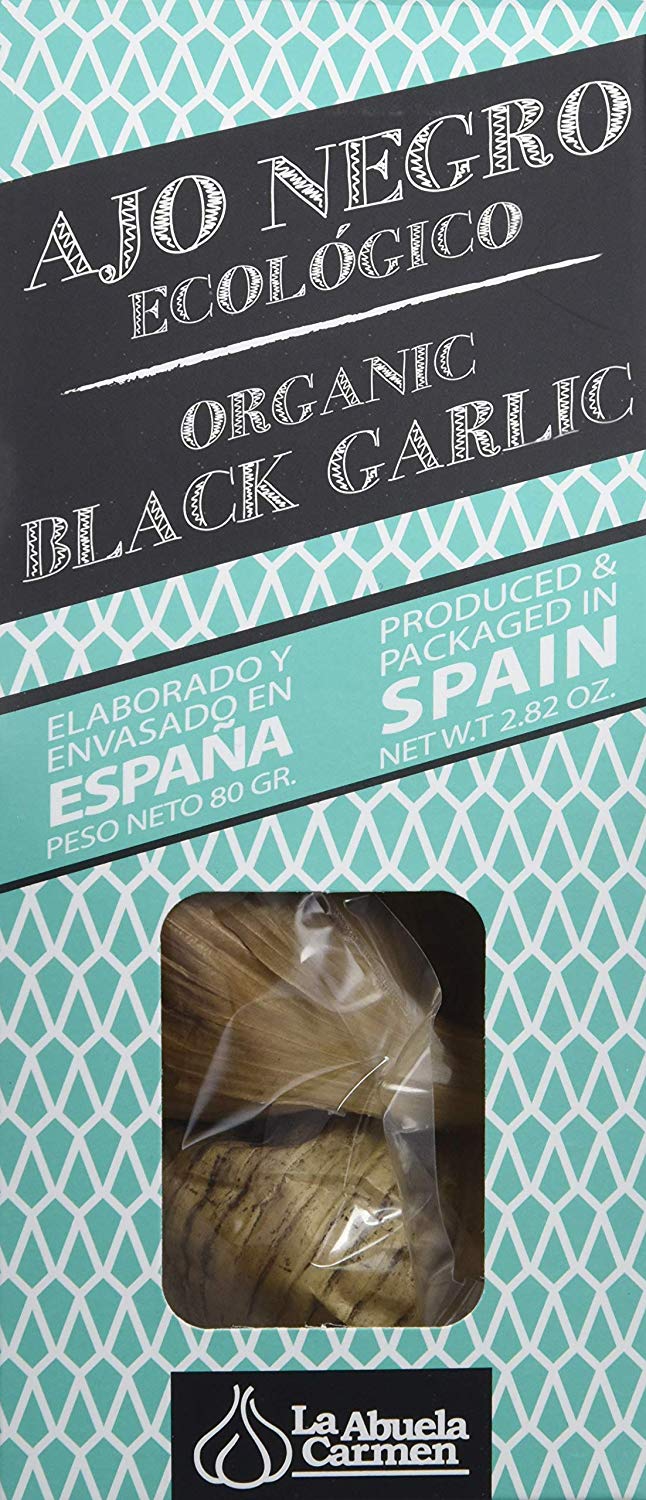 AJO NEGRO
ECOLÓGICO
ORGANIC
BLACK GARLIC
ELABORADO Y
ENVASADO EN
ESPAÑA
PESO NETO 80 GR.
PRODUCED &
PACKAGED IN
SPAIN
NET W.T 2.82 OZ.
La Abuela
Carmen